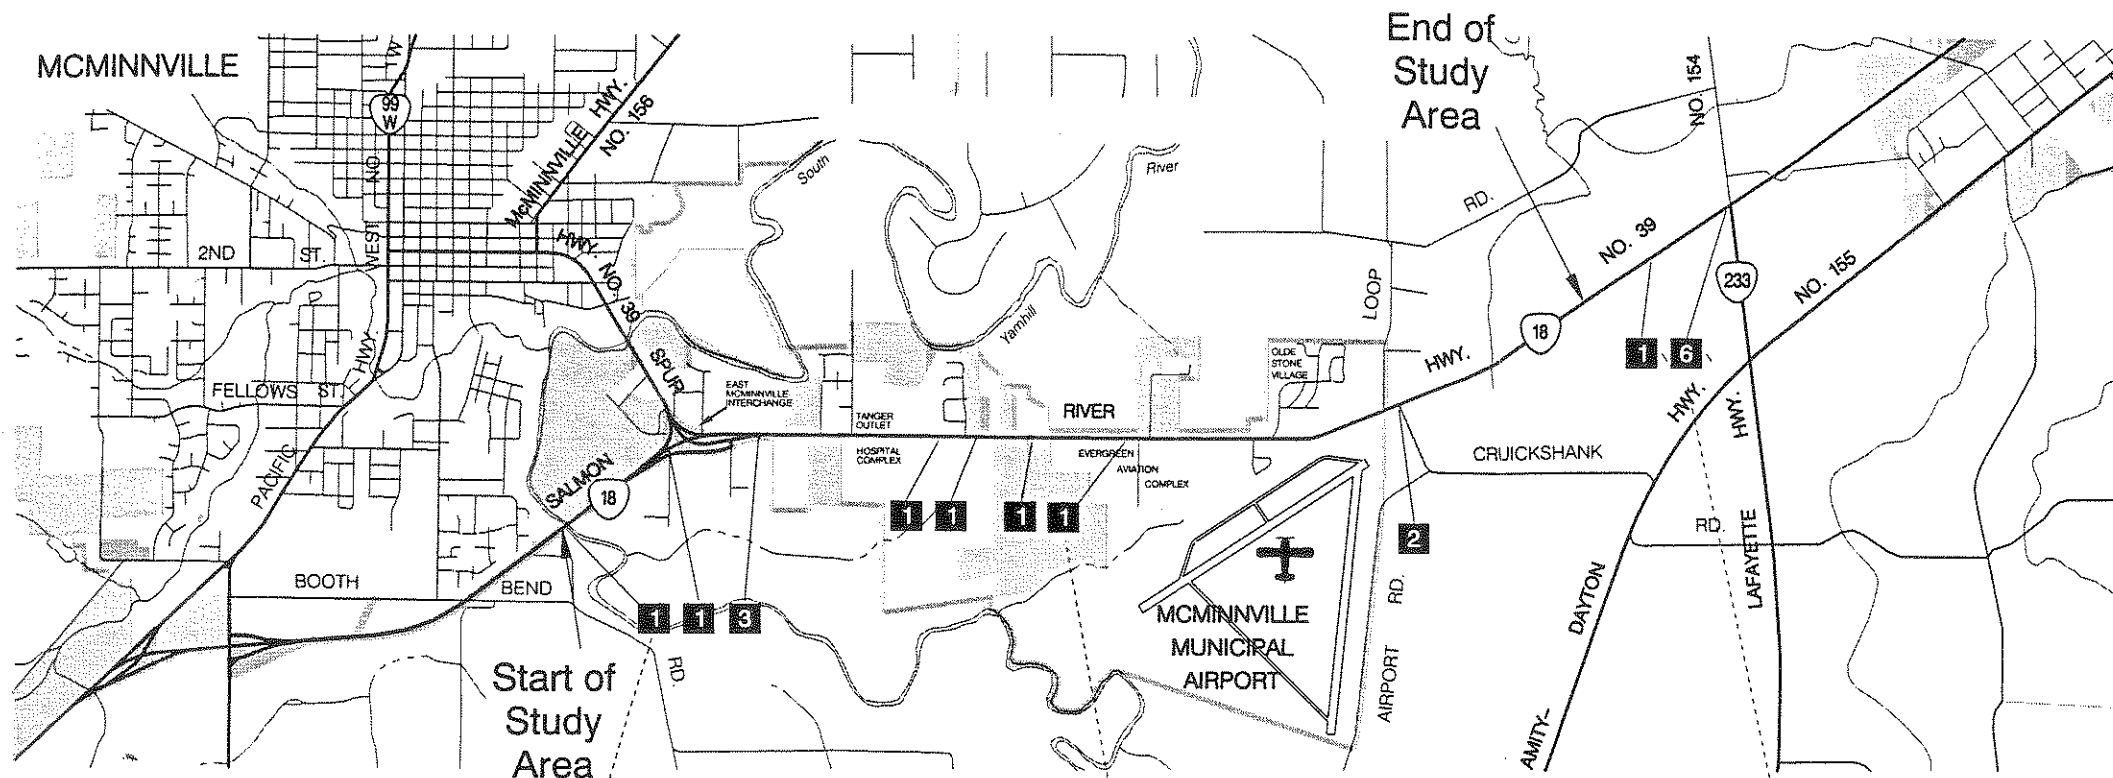 MCMINNVILLE
99
W
W
NO.
WEST
HWY.
PACIFIC
McMINNVILLE HWY.
NO. 156
HWY. NO. 39
SPUR
2ND ST.
FELLOWS ST.
BOOTH BEND
RD.
SALMON
18
EAST
MCMINNVILLE
INTERCHANGE
South
Yamhill
River
TANGER
OUTLET
HOSPITAL
COMPLEX
RIVER
EVERGREEN
AVIATION
COMPLEX
OLDE
STONE
VILLAGE
LOOP
RD.
HWY.
18
NO. 39
End of
Study
Area
NO. 154
233
NO. 155
HWY.
HWY.
CRUICKSHANK
RD.
LAFAYETTE
DAYTON
AMITY-
AIRPORT RD.
MCMINNVILLE
MUNICIPAL
AIRPORT
1 1 3
1 1 1 1
2
1 6
Start of
Study
Area